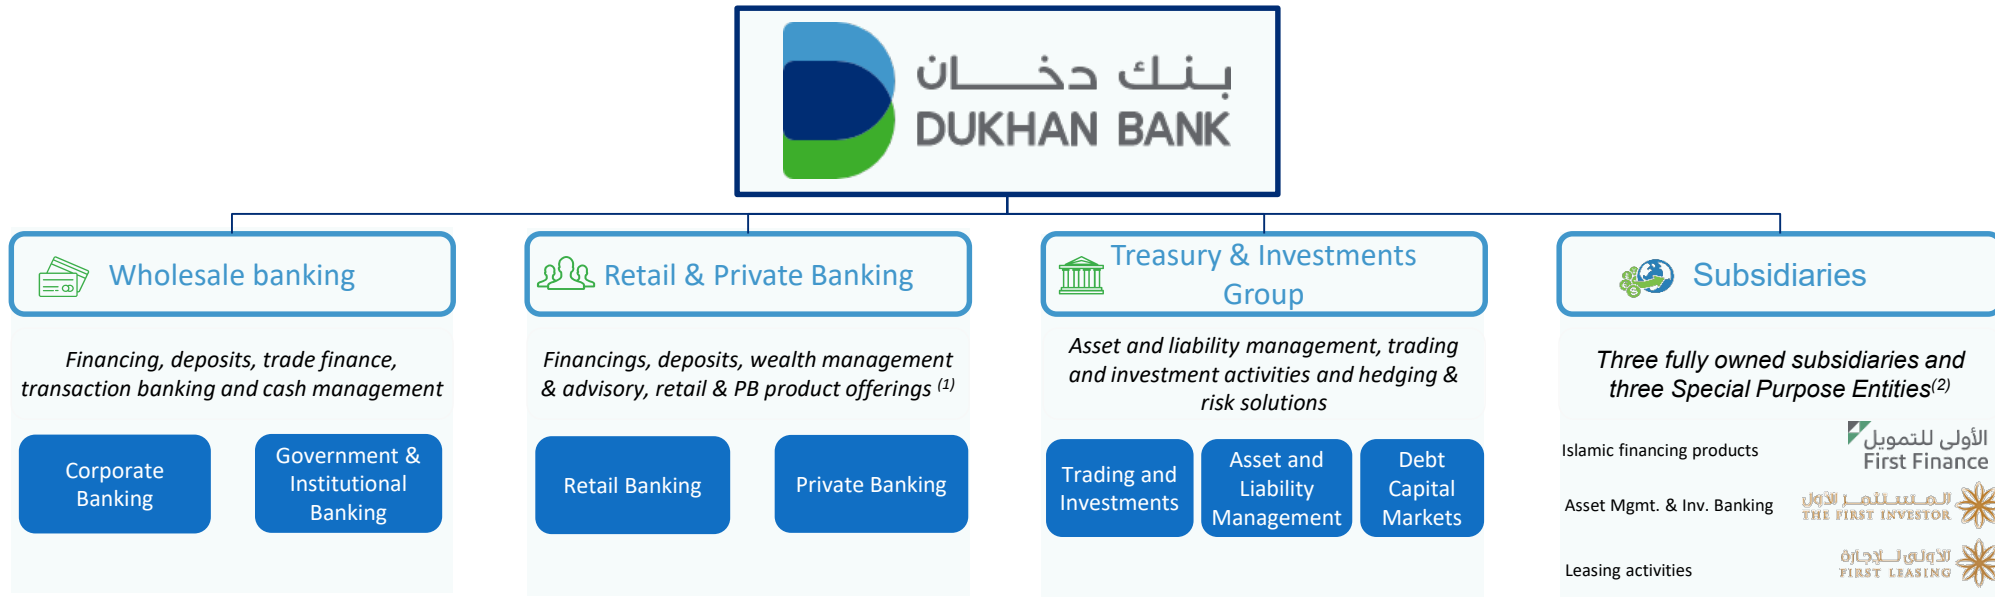 بنك دخان
DUKHAN BANK
Wholesale banking
Financing, deposits, trade finance,
transaction banking and cash management
Corporate
Banking
Government &
Institutional
Banking
Retail & Private Banking
Financings, deposits, wealth management
& advisory, retail & PB product offerings (1)
Retail Banking
Private Banking
Treasury & Investments
Group
Asset and liability management, trading
and investment activities and hedging &
risk solutions
Trading and
Investments
Asset and
Liability
Management
Debt
Capital
Markets
Subsidiaries
Three fully owned subsidiaries and
three Special Purpose Entities(2)
Islamic financing products
الأولى للتمويل
First Finance
Asset Mgmt. & Inv. Banking
المستثمر الأول
THE FIRST INVESTOR
Leasing activities
الأولى للإجارة
FIRST LEASING